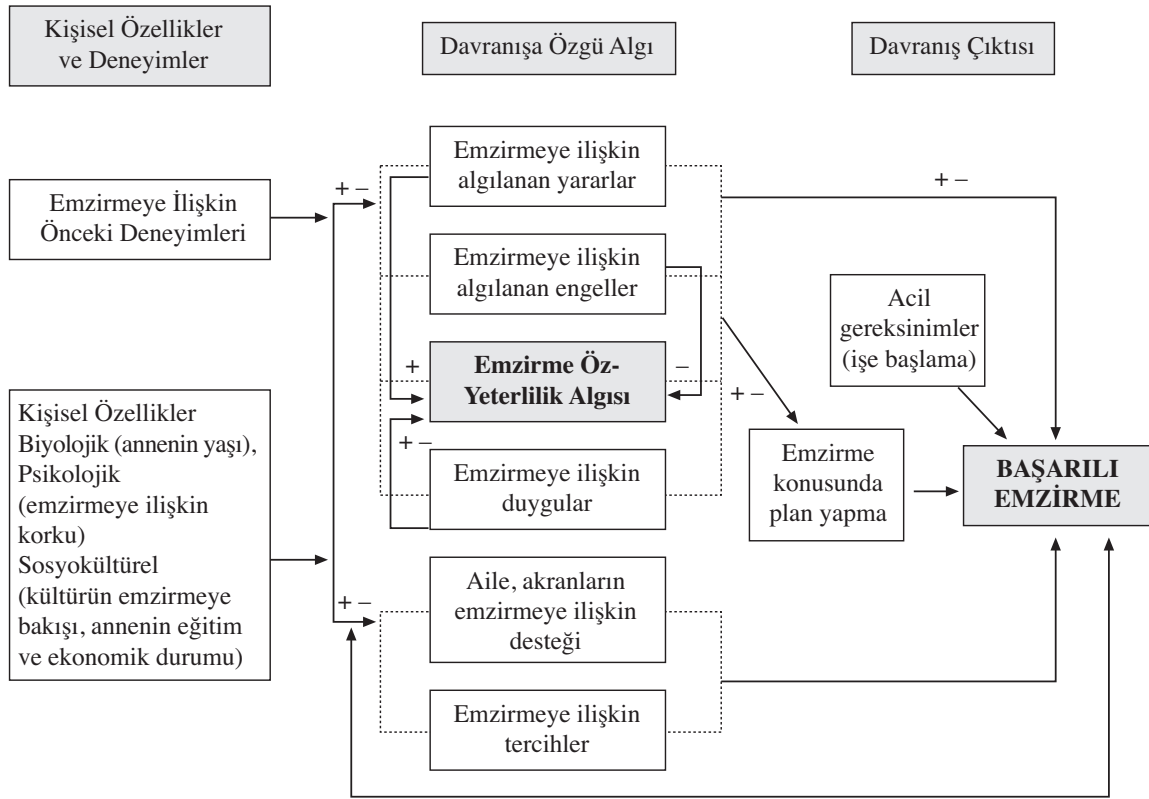 Kişisel Özellikler
ve Deneyimler
Davranışa Özgü Algı
Davranış Çıktısı
Emzirmeye İlişkin
Önceki Deneyimleri
Kişisel Özellikler
Biyolojik (annenin yaşı),
Psikolojik
(emzirmeye ilişkin
korku)
Sosyokültürel
(kültürün emzirmeye
bakışı, annenin eğitim
ve ekonomik durumu)
+ –
+ –
Emzirmeye ilişkin
algılanan yararlar
Emzirmeye ilişkin
algılanan engeller
+
Emzirme Öz-
Yeterlilik Algısı
–
+ –
Emzirmeye ilişkin
duygular
Aile, akranların
emzirmeye ilişkin
desteği
Emzirmeye ilişkin
tercihler
+ –
+ –
Acil
gereksinimler
(işe başlama)
Emzirme
konusunda
plan yapma
BAŞARILI
EMZİRME